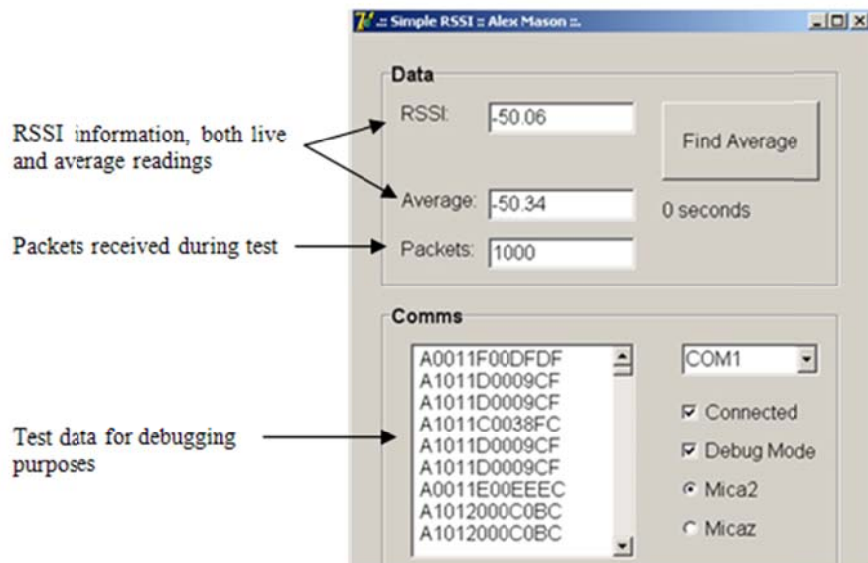 .:: Simple RSSI :: Alex Mason ::.
Data
RSSI information, both live
and average readings
RSSI:
-50.06
Find Average
Average:
-50.34
0 seconds
Packets received during test
Packets:
1000
Comms
A0011F00DFDF
A1011D0009CF
A1011D0009CF
A1011C0038FC
A1011D0009CF
A1011D0009CF
A0011E00EEEC
A1012000C0BC
A1012000C0BC
COM1
Connected
Debug Mode
Mica2
Micaz
Test data for debugging
purposes